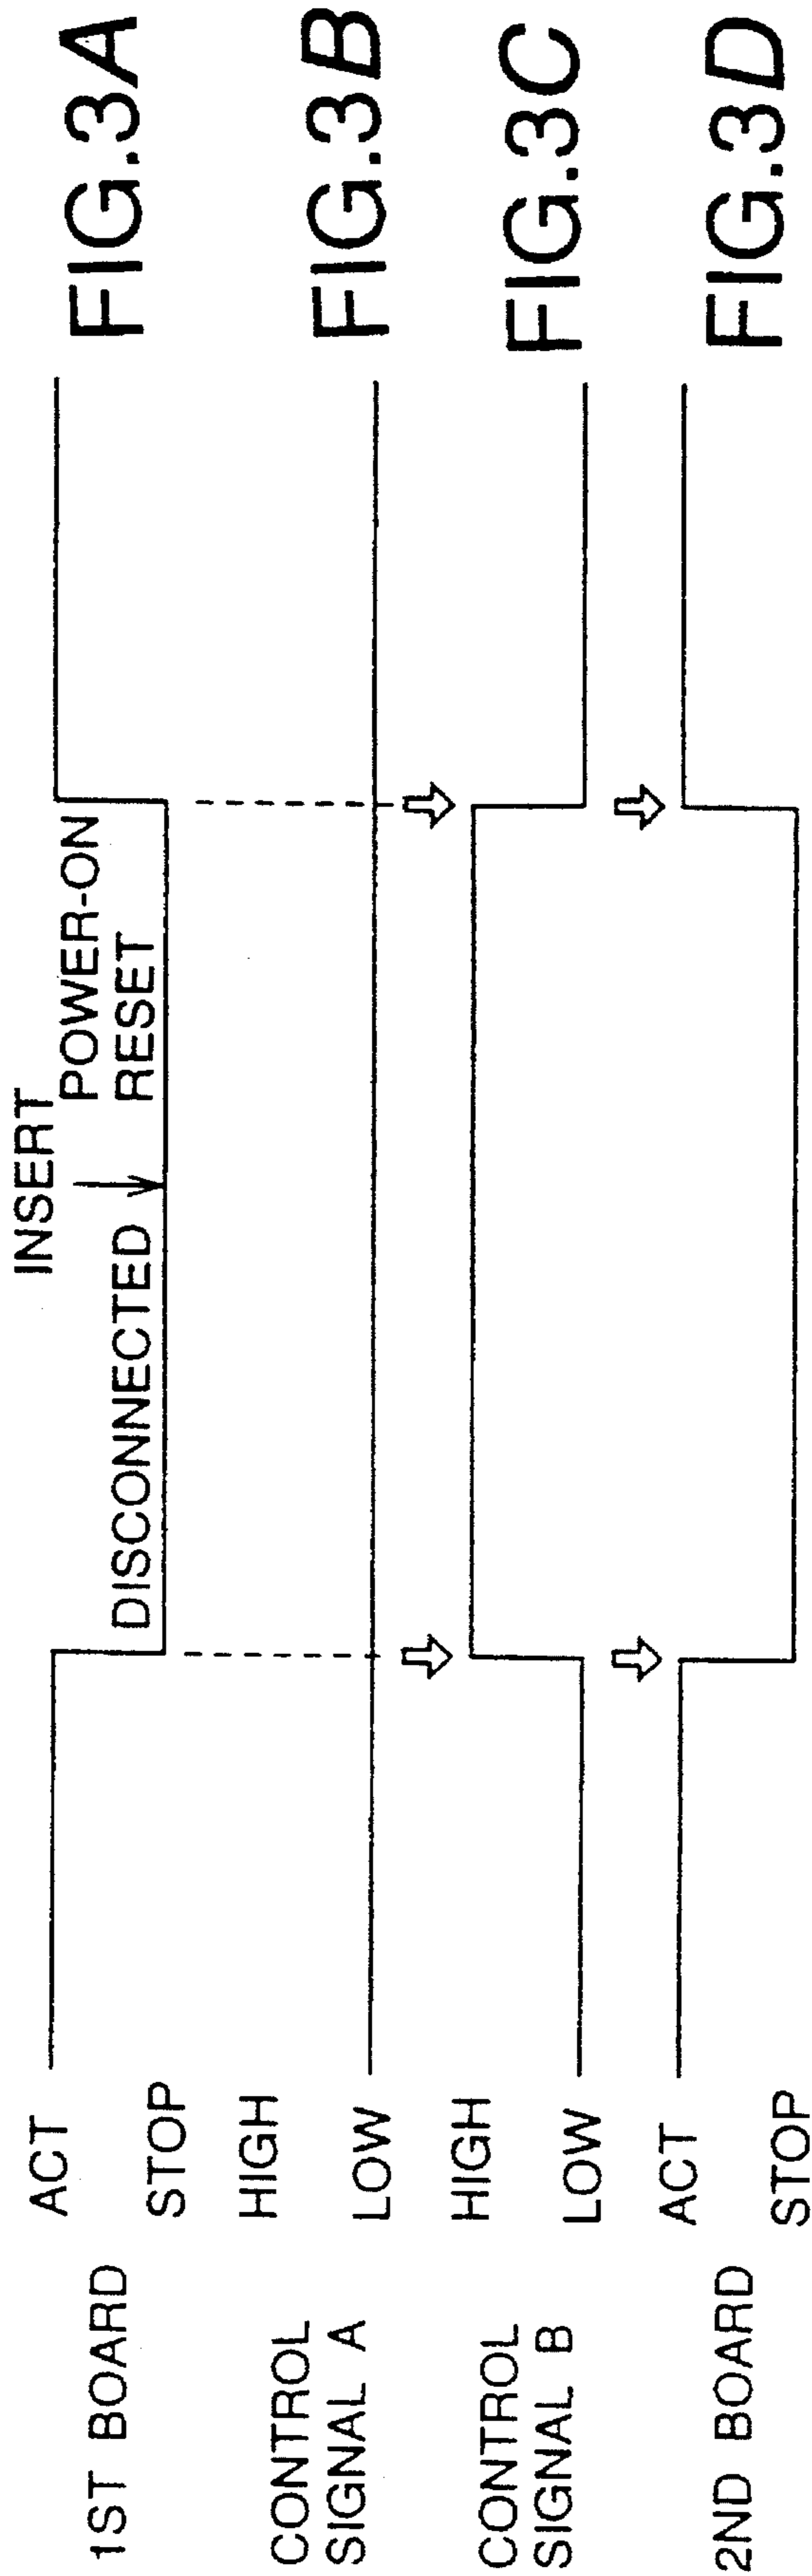 1ST BOARD
ACT
STOP
DISCONNECTED
INSERT
POWER-ON
RESET
FIG.3A
CONTROL
SIGNAL A
HIGH
LOW
FIG.3B
CONTROL
SIGNAL B
HIGH
LOW
FIG.3C
2ND BOARD
ACT
STOP
FIG.3D